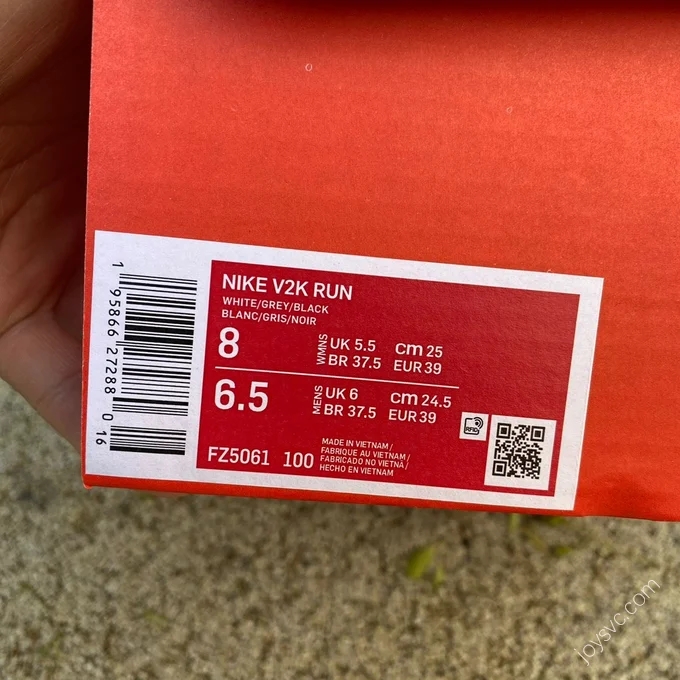 NIKE V2K RUN
WHITE/GREY/BLACK
BLANC/GRIS/NOIR
8 WMNS UK 5.5 cm 25
BR 37.5 EUR 39
6.5 MENS UK 6 cm 24.5
BR 37.5 EUR 39
FZ5061 100
MADE IN VIETNAM /
FABRIQUE AU VIETNAM /
FABRICADO NO VIETNÃ /
HECHO EN VIETNAM
RFID
1 95866 27288 0 16
joysvc.com